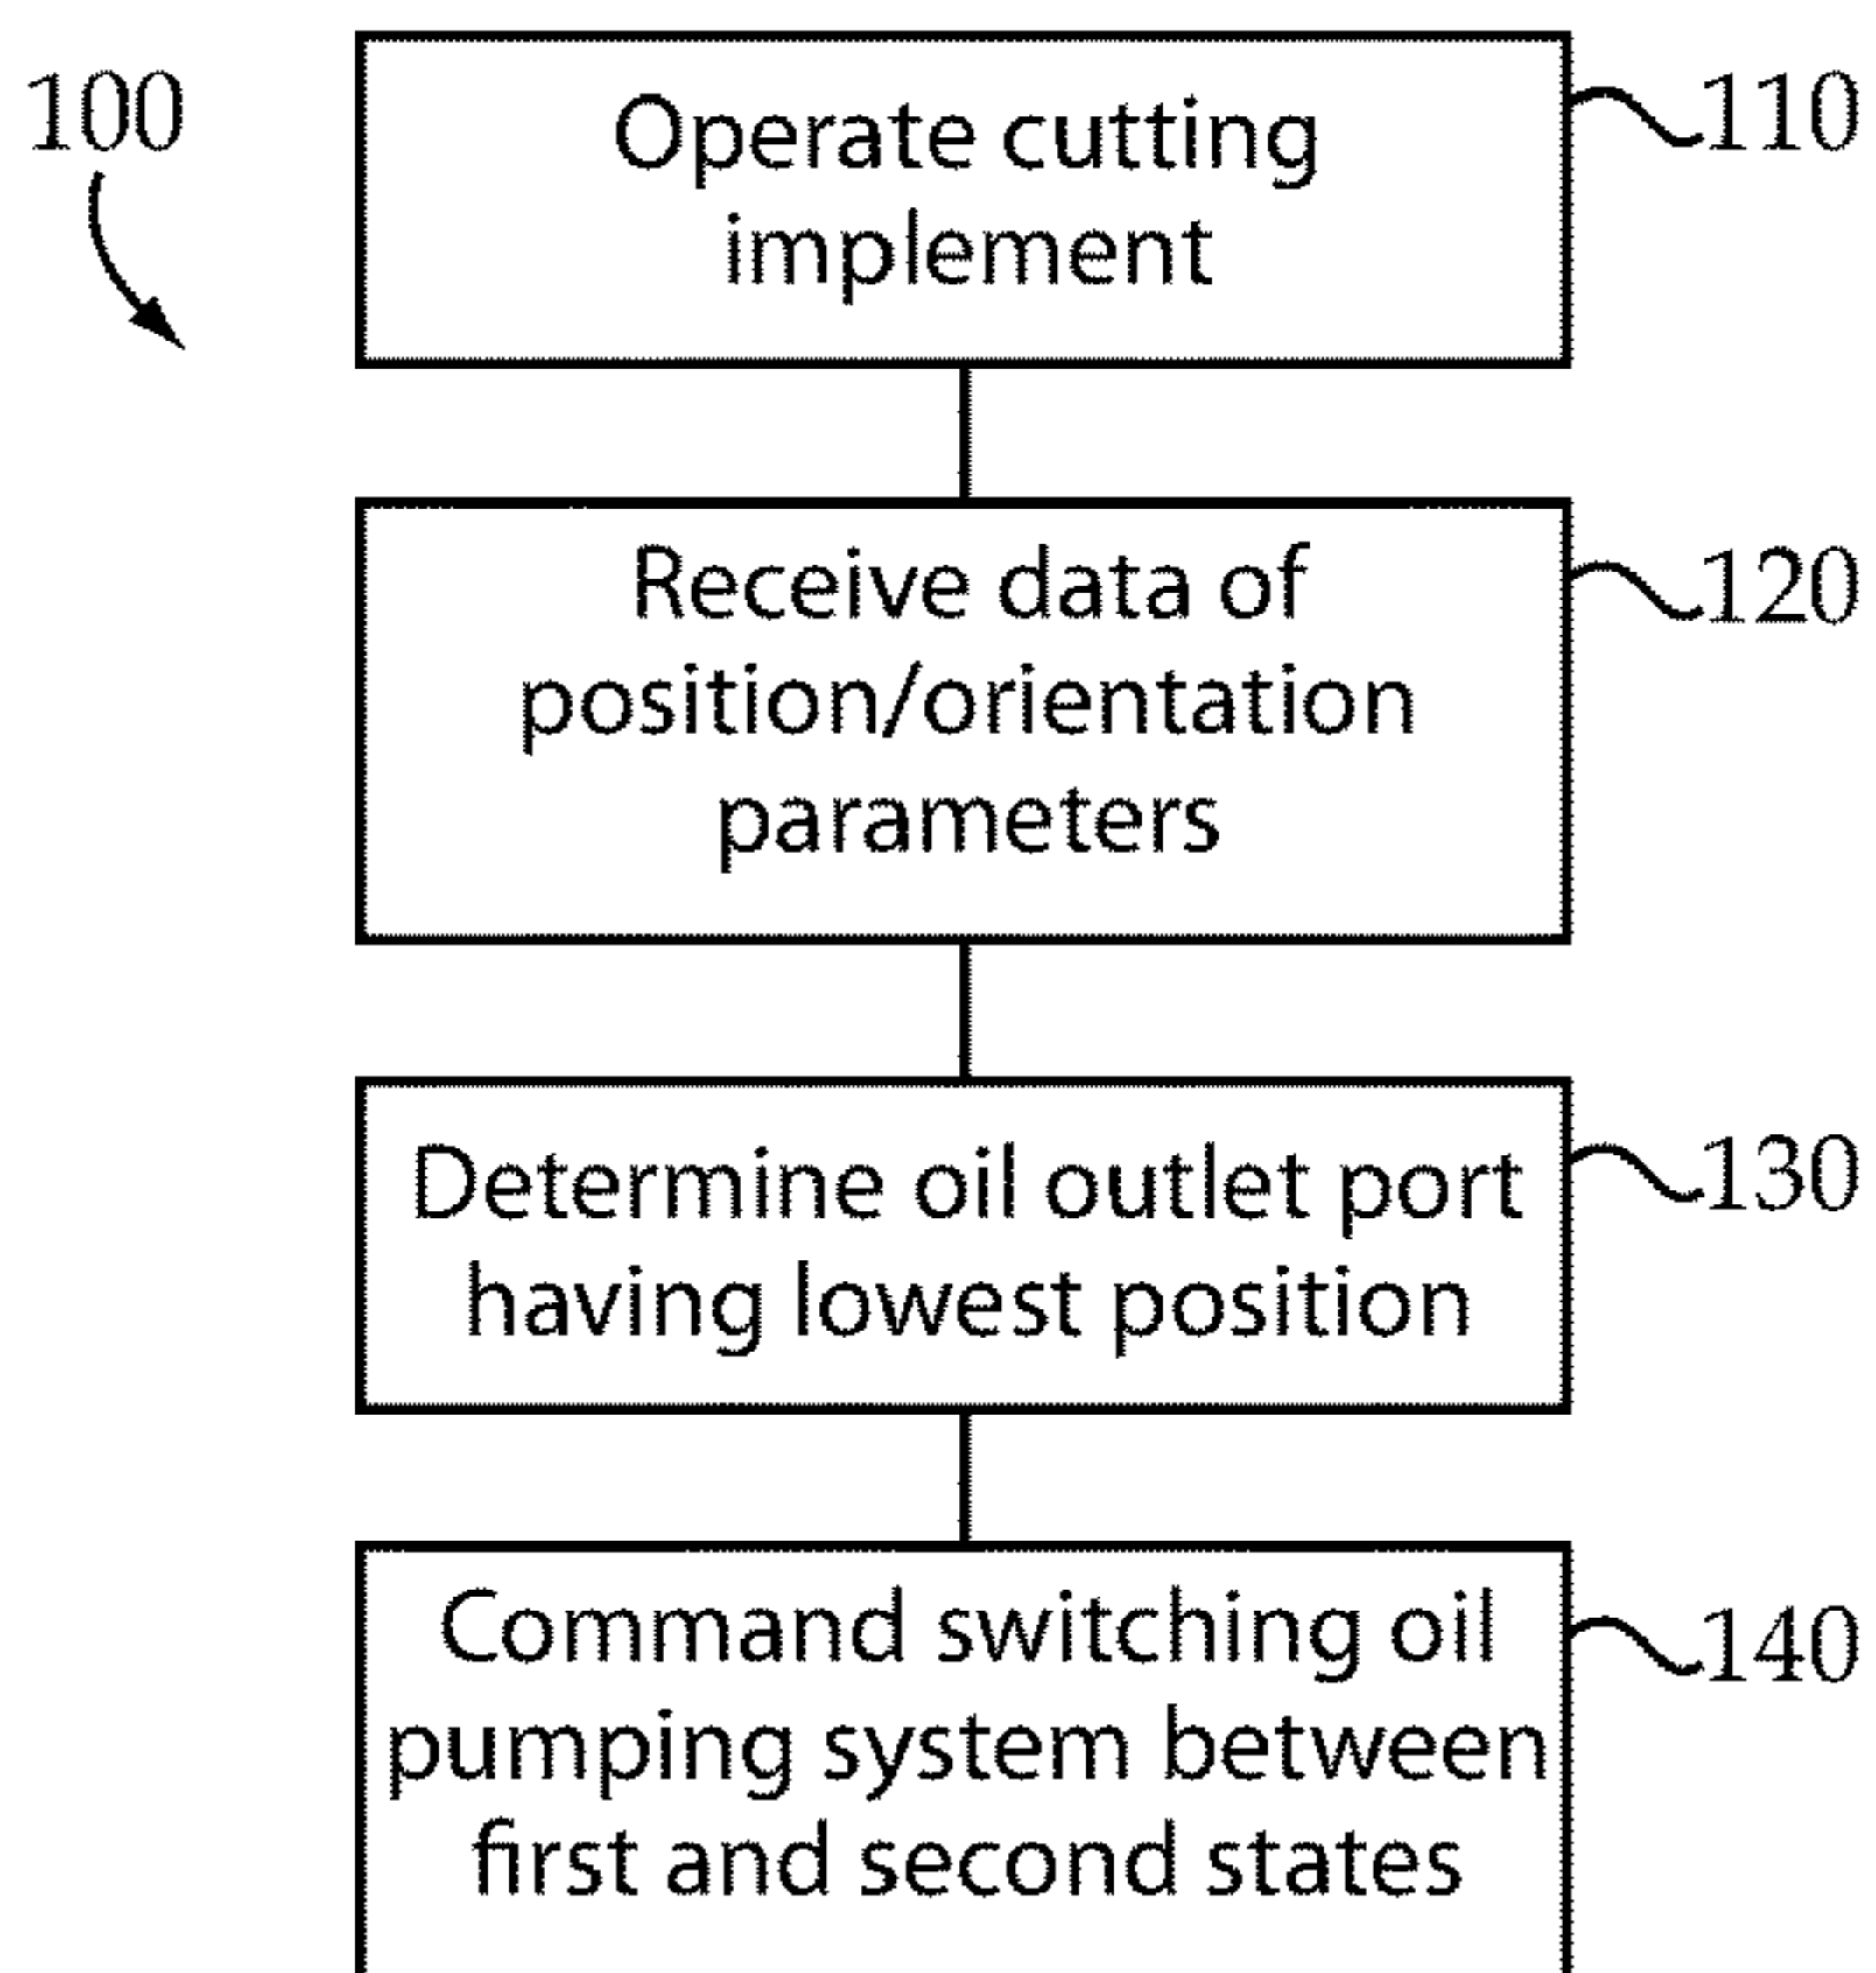 100
Operate cutting
implement
110
Receive data of
position/orientation
parameters
120
Determine oil outlet port
having lowest position
130
Command switching oil
pumping system between
first and second states
140